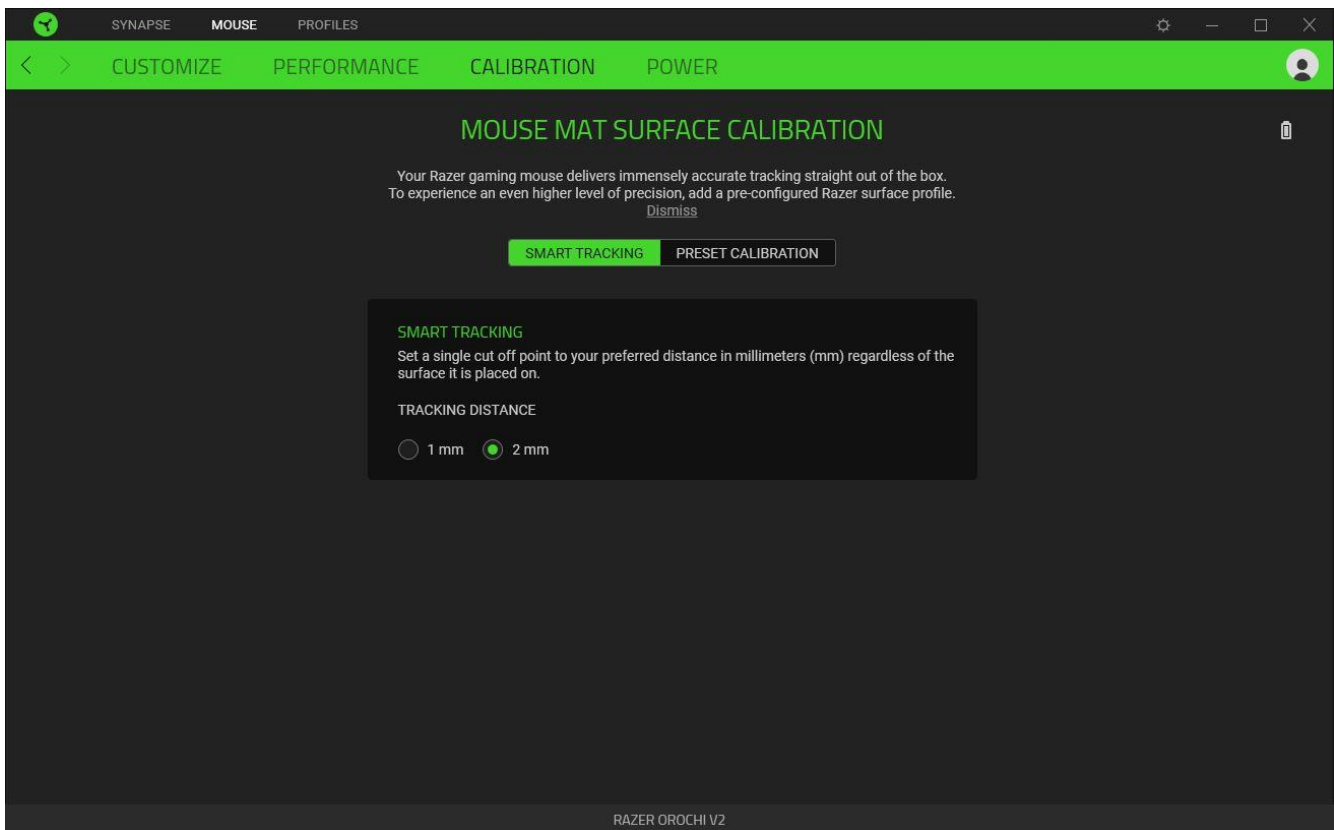 SYNAPSE MOUSE PROFILES
CUSTOMIZE PERFORMANCE CALIBRATION POWER
MOUSE MAT SURFACE CALIBRATION
Your Razer gaming mouse delivers immensely accurate tracking straight out of the box.
To experience an even higher level of precision, add a pre-configured Razer surface profile.
Dismiss
SMART TRACKING PRESET CALIBRATION
SMART TRACKING
Set a single cut off point to your preferred distance in millimeters (mm) regardless of the
surface it is placed on.
TRACKING DISTANCE
1 mm 2 mm
RAZER OROCHI V2